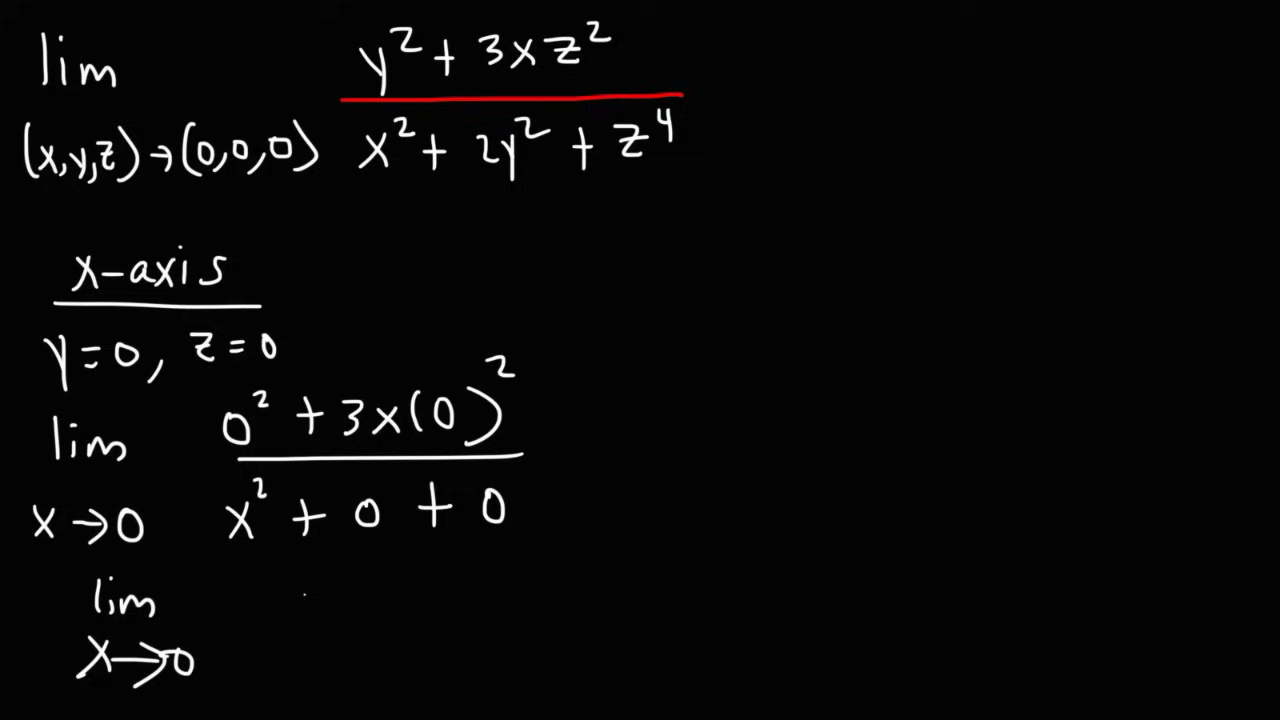 lim y² + 3xz²
(x,y,z)→(0,0,0) x² + 2y² + z⁴
x-axis
y=0, z=0
lim 0² + 3x(0)²
x→0 x² + 0 + 0
lim
x→0